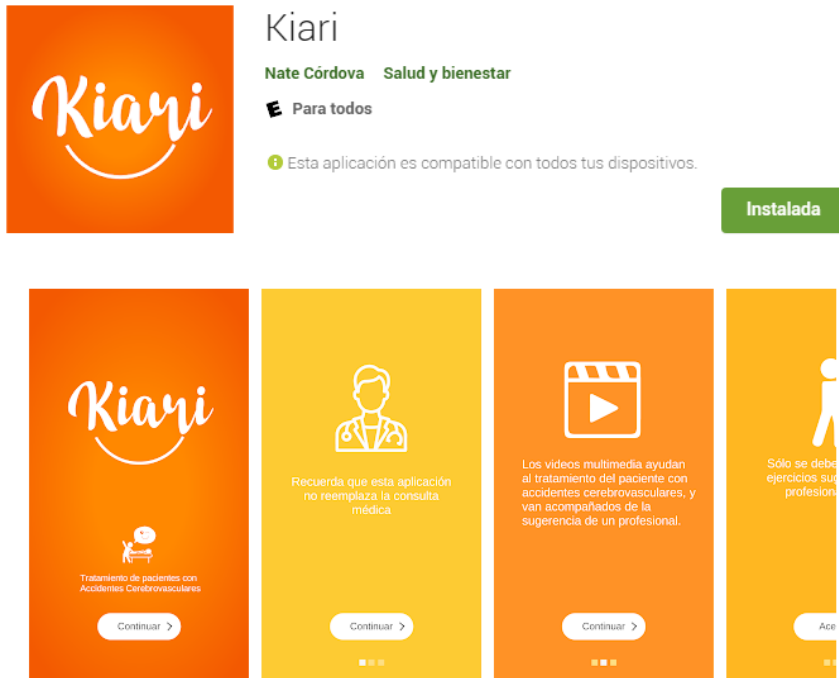 Kiari
Kiari
Nate Córdova Salud y bienestar
E Para todos
Esta aplicación es compatible con todos tus dispositivos.
Instalada
Kiari
Tratamiento de pacientes con
Accidentes Cerebrovasculares
Continuar
Recuerda que esta aplicación
no reemplaza la consulta
médica
Continuar
Los videos multimedia ayudan
al tratamiento del paciente con
accidentes cerebrovasculares, y
van acompañados de la
sugerencia de un profesional.
Continuar
Sólo se debe
ejercicios